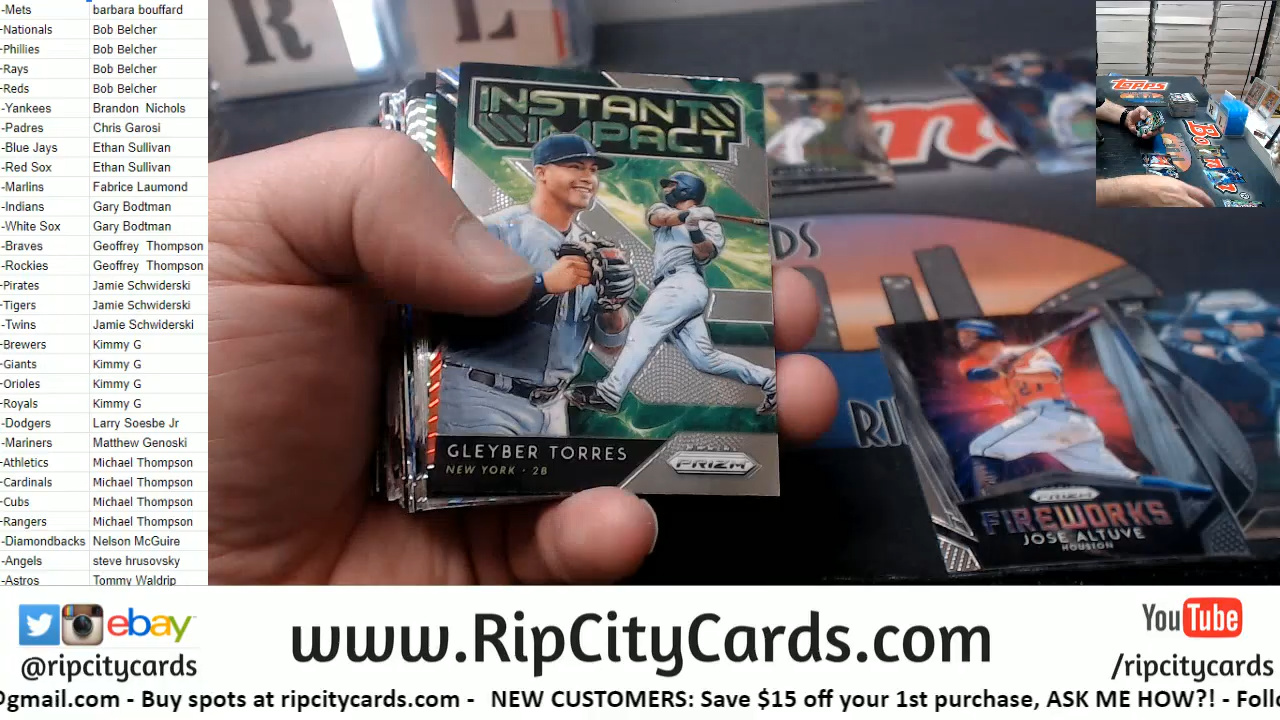 -Mets barbara bouffard
-Nationals Bob Belcher
-Phillies Bob Belcher
-Rays Bob Belcher
-Reds Bob Belcher
-Yankees Brandon Nichols
-Padres Chris Garosi
-Blue Jays Ethan Sullivan
-Red Sox Ethan Sullivan
-Marlins Fabrice Laumond
-Indians Gary Bodtman
-White Sox Gary Bodtman
-Braves Geoffrey Thompson
-Rockies Geoffrey Thompson
-Pirates Jamie Schwiderski
-Tigers Jamie Schwiderski
-Twins Jamie Schwiderski
-Brewers Kimmy G
-Giants Kimmy G
-Orioles Kimmy G
-Royals Kimmy G
-Dodgers Larry Soesbe Jr
-Mariners Matthew Genoski
-Athletics Michael Thompson
-Cardinals Michael Thompson
-Cubs Michael Thompson
-Rangers Michael Thompson
-Diamondbacks Nelson McGuire
-Angels steve hrusovsky
-Astros Tommy Waldrip
R L
INSTANT
IMPACT
GLEYBER TORRES
NEW YORK · 2B
PRIZM
DS
RI
PRIZM
FIREWORKS
JOSE ALTUVE
HOUSTON
TOPPS
ebay
@ripcitycards
www.RipCityCards.com
YouTube
/ripcitycards
@gmail.com - Buy spots at ripcitycards.com - NEW CUSTOMERS: Save $15 off your 1st purchase, ASK ME HOW?! - Follo